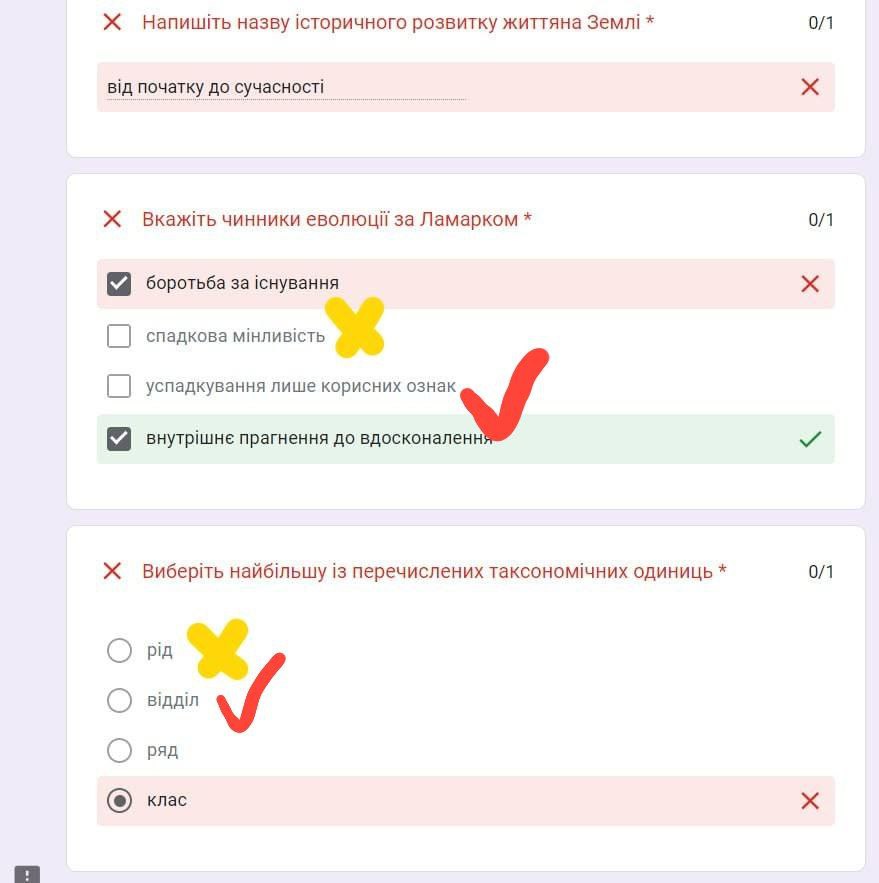 Напишіть назву історичного розвитку життяна Землі *
0/1
від початку до сучасності
Вкажіть чинники еволюції за Ламарком *
0/1
боротьба за існування
спадкова мінливість
успадкування лише корисних ознак
внутрішнє прагнення до вдосконалення
Виберіть найбільшу із перечислених таксономічних одиниць *
0/1
рід
відділ
ряд
клас